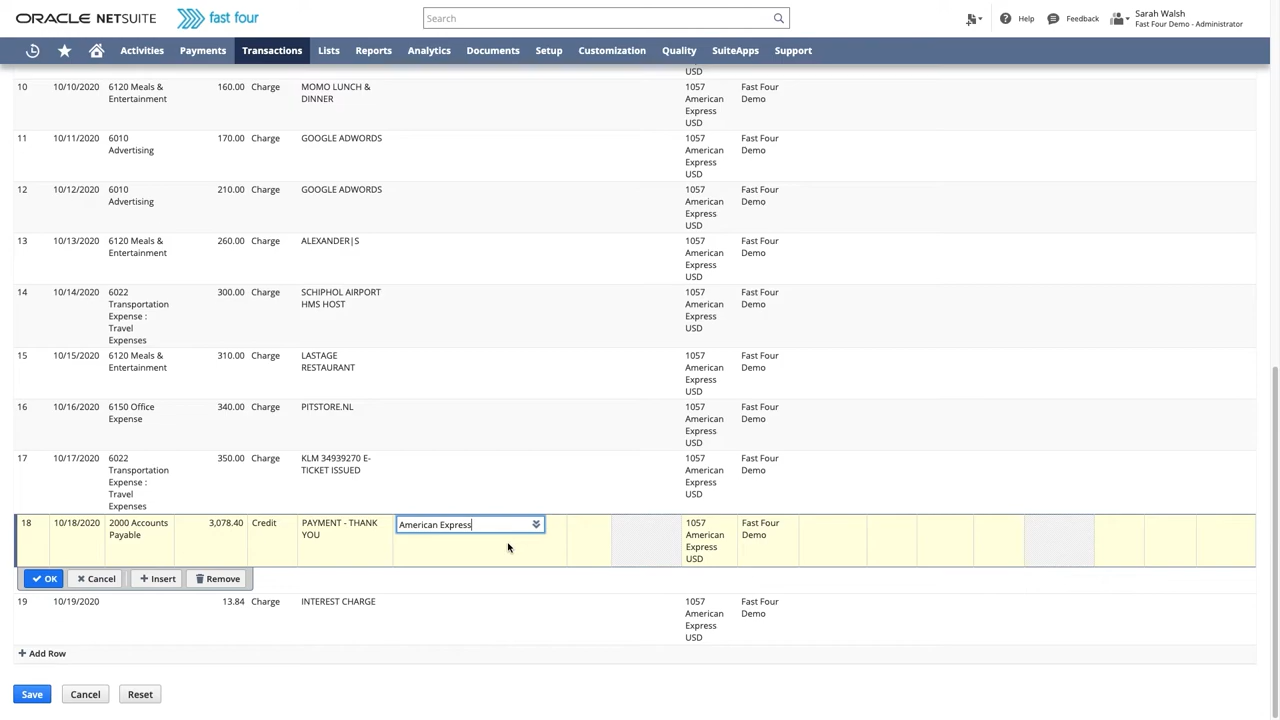 ORACLE NETSUITE fast four Search Help Feedback Sarah Walsh
Fast Four Demo - Administrator
Activities Payments Transactions Lists Reports Analytics Documents Setup Customization Quality SuiteApps Support
USD
10 10/10/2020 6120 Meals & 160.00 Charge MOMO LUNCH & 1057 Fast Four
Entertainment DINNER American Demo
Express
USD
11 10/11/2020 6010 170.00 Charge GOOGLE ADWORDS 1057 Fast Four
Advertising American Demo
Express
USD
12 10/12/2020 6010 210.00 Charge GOOGLE ADWORDS 1057 Fast Four
Advertising American Demo
Express
USD
13 10/13/2020 6120 Meals & 260.00 Charge ALEXANDER|S 1057 Fast Four
Entertainment American Demo
Express
USD
14 10/14/2020 6022 300.00 Charge SCHIPHOL AIRPORT 1057 Fast Four
Transportation HMS HOST American Demo
Expense : Express
Travel USD
Expenses
15 10/15/2020 6120 Meals & 310.00 Charge LASTAGE 1057 Fast Four
Entertainment RESTAURANT American Demo
Express
USD
16 10/16/2020 6150 Office 340.00 Charge PITSTORE.NL 1057 Fast Four
Expense American Demo
Express
USD
17 10/17/2020 6022 350.00 Charge KLM 34939270 E- 1057 Fast Four
Transportation TICKET ISSUED American Demo
Expense : Express
Travel USD
Expenses
18 10/18/2020 2000 Accounts 3,078.40 Credit PAYMENT - THANK American Express 1057 Fast Four
Payable YOU American Demo
Express
USD
OK Cancel Insert Remove
19 10/19/2020 13.84 Charge INTEREST CHARGE 1057 Fast Four
American Demo
Express
USD
Add Row
Save Cancel Reset